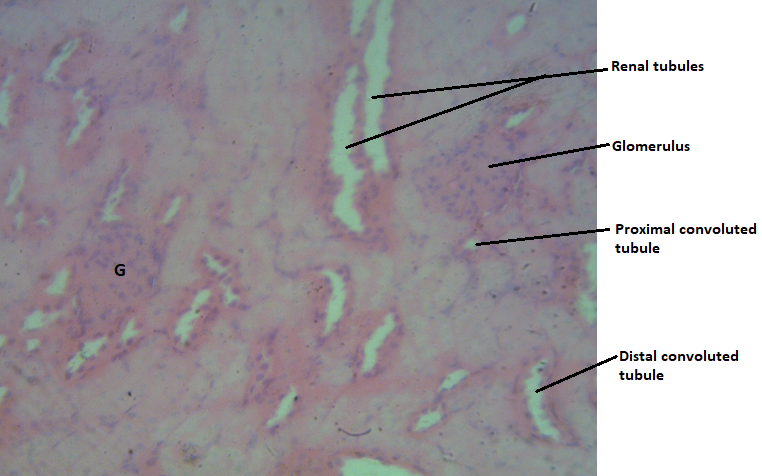 Renal tubules
Glomerulus
Proximal convoluted
tubule
G
Distal convoluted
tubule